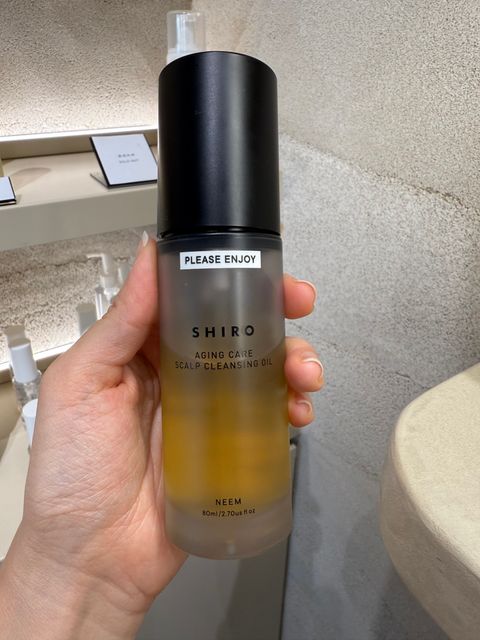 PLEASE ENJOY
SHIRO
AGING CARE
SCALP CLEANSING OIL
NEEM
80ml/2.70us fl oz